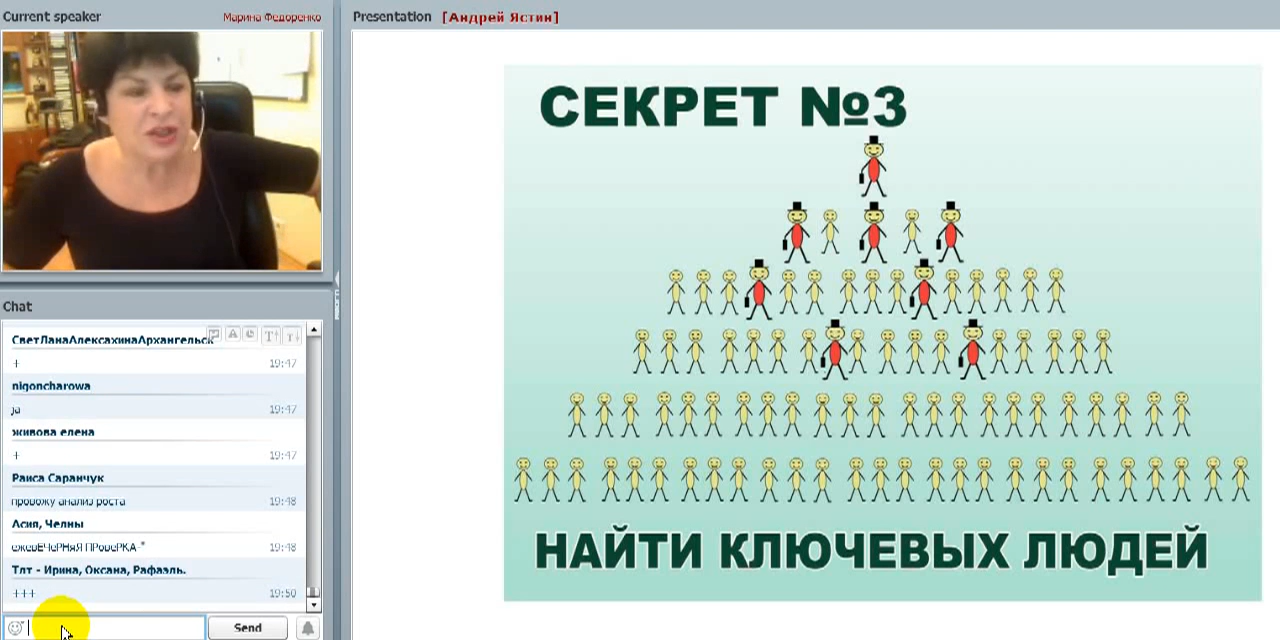 Current speaker
Марина Федоренко
Presentation [Андрей Ястин]
СЕКРЕТ №3
НАЙТИ КЛЮЧЕВЫХ ЛЮДЕЙ
Chat
СветЛанаАлексахинаАрхангельск
+ 19:47
nigoncharowa
ja 19:47
живова елена
+ 19:47
Раиса Саранчук
провожу анализ роста 19:48
Асия, Челны
ежевЕЧеРНяЯ ПРовеРКА * 19:48
Тлт - Ирина, Оксана, Рафаэль.
+++ 19:50
Send